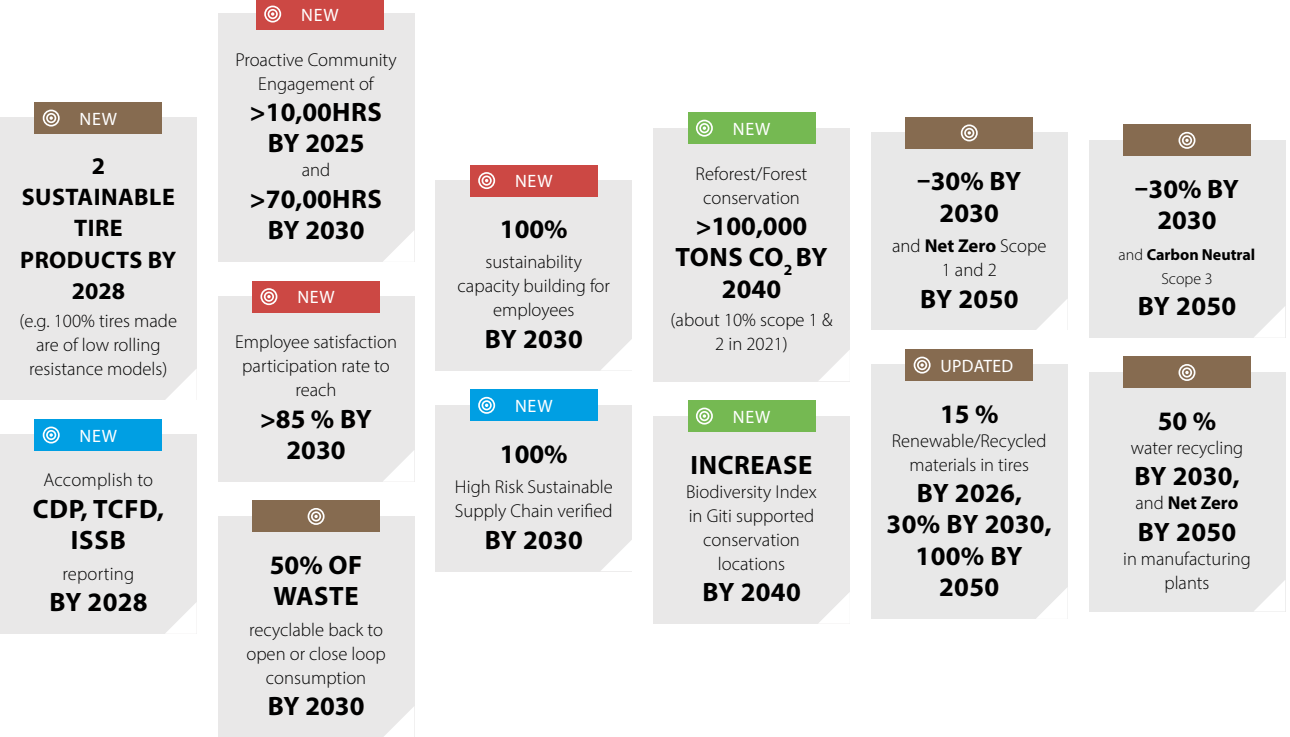 NEW
2
SUSTAINABLE
TIRE
PRODUCTS BY
2028
(e.g. 100% tires made
are of low rolling
resistance models)
NEW
Accomplish to
CDP, TCFD,
ISSB
reporting
BY 2028
NEW
Proactive Community
Engagement of
>10,00HRS
BY 2025
and
>70,00HRS
BY 2030
NEW
Employee satisfaction
participation rate to
reach
>85 % BY
2030
50% OF
WASTE
recyclable back to
open or close loop
consumption
BY 2030
NEW
100%
sustainability
capacity building for
employees
BY 2030
NEW
100%
High Risk Sustainable
Supply Chain verified
BY 2030
NEW
Reforest/Forest
conservation
>100,000
TONS CO2 BY
2040
(about 10% scope 1 &
2 in 2021)
NEW
INCREASE
Biodiversity Index
in Giti supported
conservation
locations
BY 2040
−30% BY
2030
and Net Zero Scope
1 and 2
BY 2050
UPDATED
15 %
Renewable/Recycled
materials in tires
BY 2026,
30% BY 2030,
100% BY
2050
−30% BY
2030
and Carbon Neutral
Scope 3
BY 2050
50 %
water recycling
BY 2030,
and Net Zero
BY 2050
in manufacturing
plants